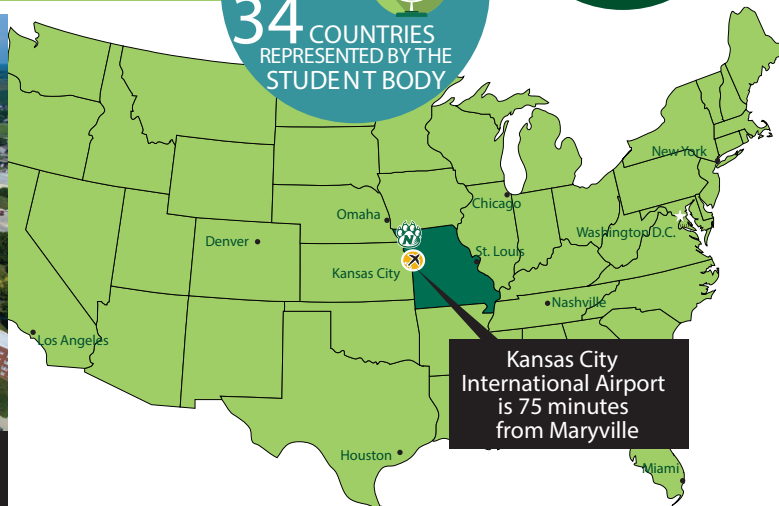 34 COUNTRIES
REPRESENTED BY THE
STUDENT BODY
New York
Chicago
Omaha
N
Washington D.C.
Denver
St. Louis
Kansas City
Nashville
Los Angeles
Kansas City
International Airport
is 75 minutes
from Maryville
Houston
Miami